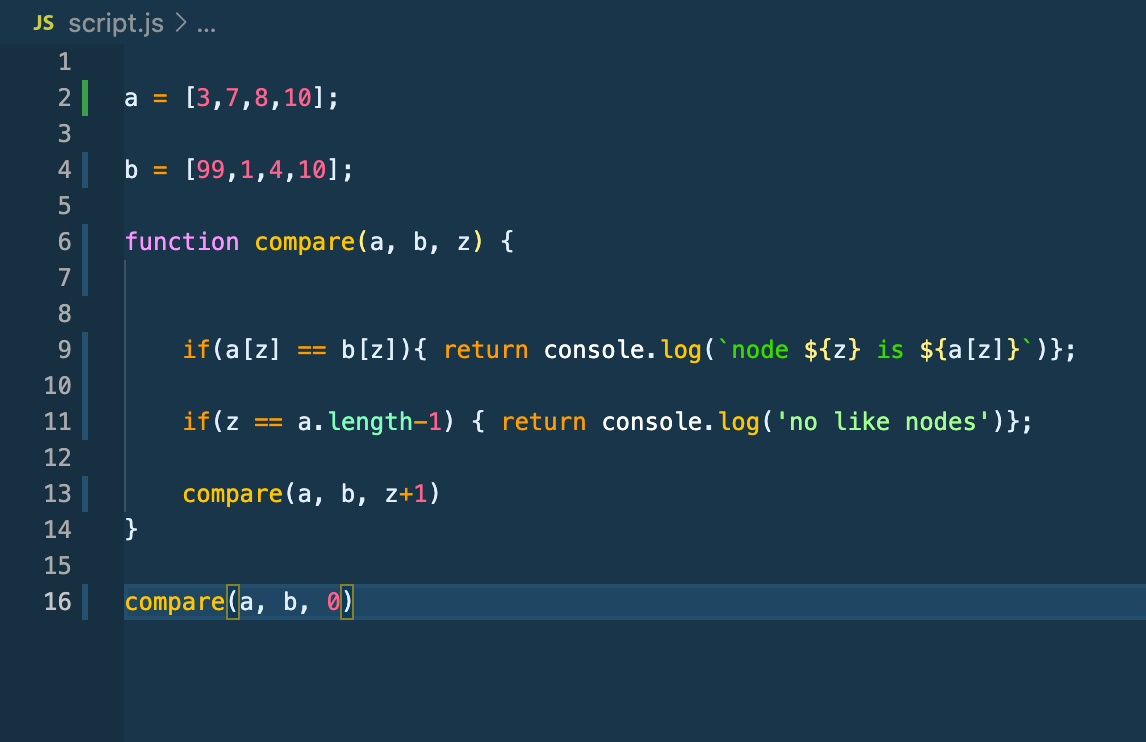 JS script.js > ...
1
2 a = [3,7,8,10];
3
4 b = [99,1,4,10];
5
6 function compare(a, b, z) {
7
8
9 if(a[z] == b[z]){ return console.log(`node ${z} is ${a[z]}`)};
10
11 if(z == a.length-1) { return console.log('no like nodes')};
12
13 compare(a, b, z+1)
14 }
15
16 compare(a, b, 0)